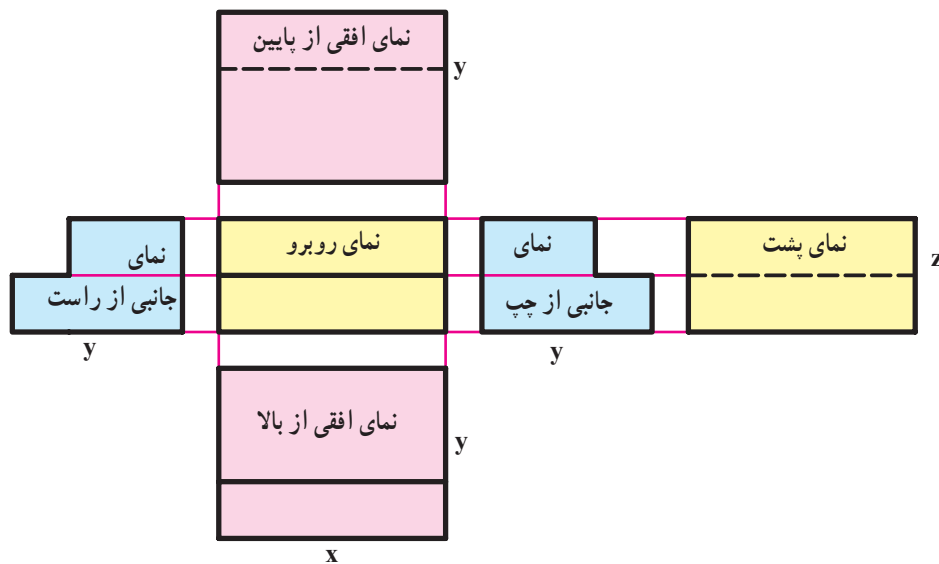 نمای افقی از پایین
y
نمای پشت
نمای
نمای روبرو
نمای
z
جانبی از چپ
جانبی از راست
y
y
نمای افقی از بالا
y
x